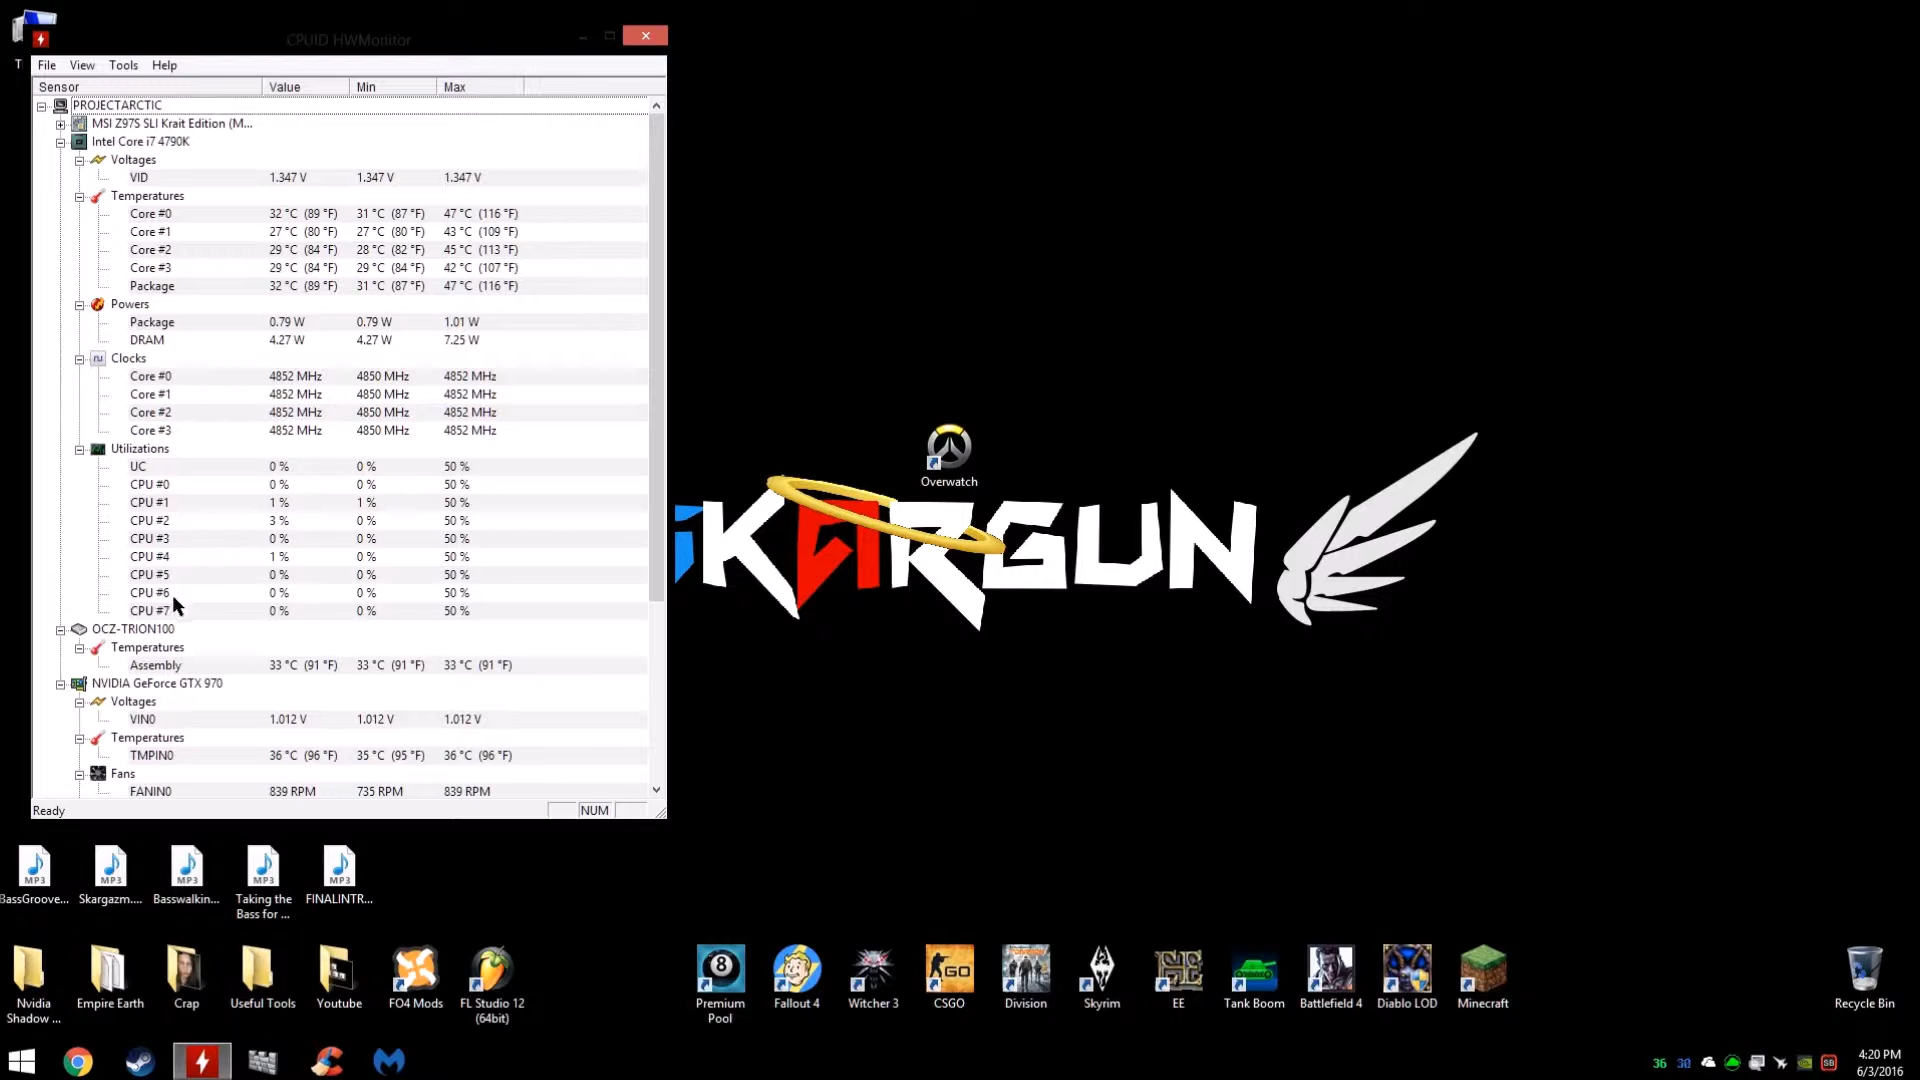 CPUID HWMonitor
T
File View Tools Help
Sensor Value Min Max
PROJECTARCTIC
MSI Z97S SLI Krait Edition (M...
Intel Core i7 4790K
Voltages
VID 1.347 V 1.347 V 1.347 V
Temperatures
Core #0 32 °C (89 °F) 31 °C (87 °F) 47 °C (116 °F)
Core #1 27 °C (80 °F) 27 °C (80 °F) 43 °C (109 °F)
Core #2 29 °C (84 °F) 28 °C (82 °F) 45 °C (113 °F)
Core #3 29 °C (84 °F) 29 °C (84 °F) 42 °C (107 °F)
Package 32 °C (89 °F) 31 °C (87 °F) 47 °C (116 °F)
Powers
Package 0.79 W 0.79 W 1.01 W
DRAM 4.27 W 4.27 W 7.25 W
Clocks
Core #0 4852 MHz 4850 MHz 4852 MHz
Core #1 4852 MHz 4850 MHz 4852 MHz
Core #2 4852 MHz 4850 MHz 4852 MHz
Core #3 4852 MHz 4850 MHz 4852 MHz
Utilizations
UC 0 % 0 % 50 %
CPU #0 0 % 0 % 50 %
CPU #1 1 % 1 % 50 %
CPU #2 3 % 0 % 50 %
CPU #3 0 % 0 % 50 %
CPU #4 1 % 0 % 50 %
CPU #5 0 % 0 % 50 %
CPU #6 0 % 0 % 50 %
CPU #7 0 % 0 % 50 %
OCZ-TRION100
Temperatures
Assembly 33 °C (91 °F) 33 °C (91 °F) 33 °C (91 °F)
NVIDIA GeForce GTX 970
Voltages
VIN0 1.012 V 1.012 V 1.012 V
Temperatures
TMPIN0 36 °C (96 °F) 35 °C (95 °F) 36 °C (96 °F)
Fans
FANIN0 839 RPM 735 RPM 839 RPM
Ready NUM
Overwatch
iKARGUN
MP3 MP3 MP3 MP3 MP3
BassGroove... Skargazm.... Basswalkin... Taking the FINALINTR...
Bass for ...
8 GO
Nvidia Empire Earth Crap Useful Tools Youtube FO4 Mods FL Studio 12 Premium Fallout 4 Witcher 3 CSGO Division Skyrim EE Tank Boom Battlefield 4 Diablo LOD Minecraft Recycle Bin
Shadow ... (64bit) Pool
36 30 SB 4:20 PM
6/3/2016